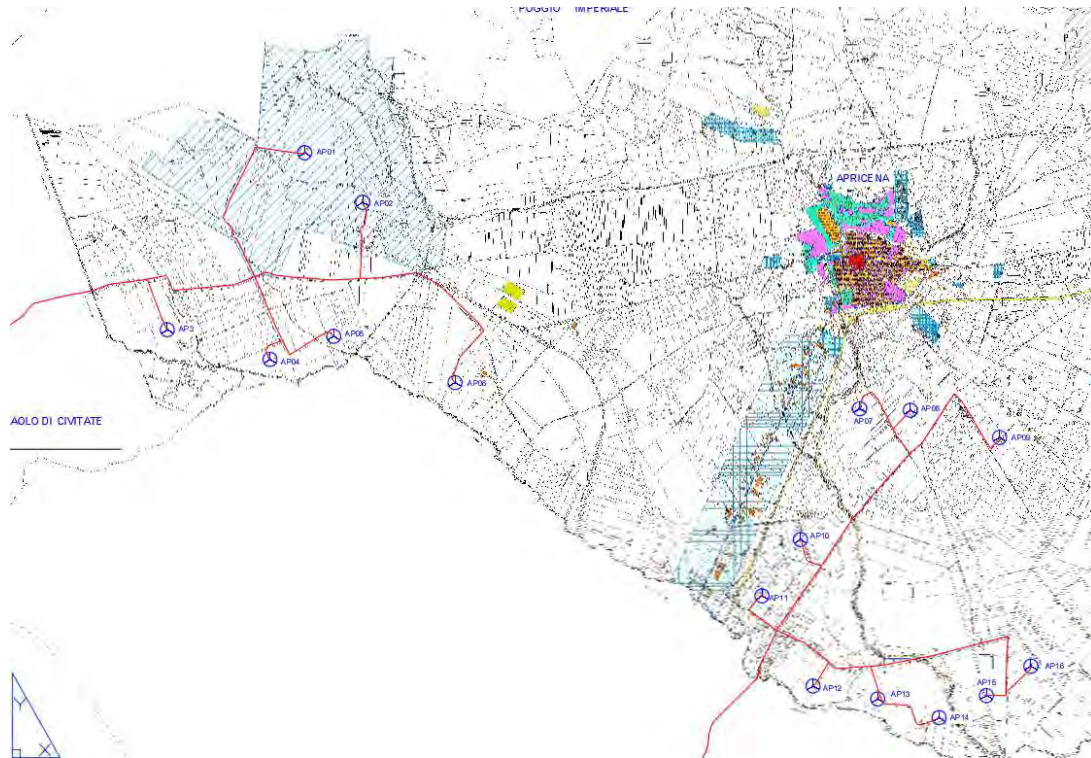 POGGIO IMPERIALE
AP01
APRICENA
AP02
AP3
AP05
AP04
AP06
AP07
AP08
AOLO DI CIVITATE
AP09
AP10
AP11
AP16
AP12
AP15
AP13
AP14
Y
X